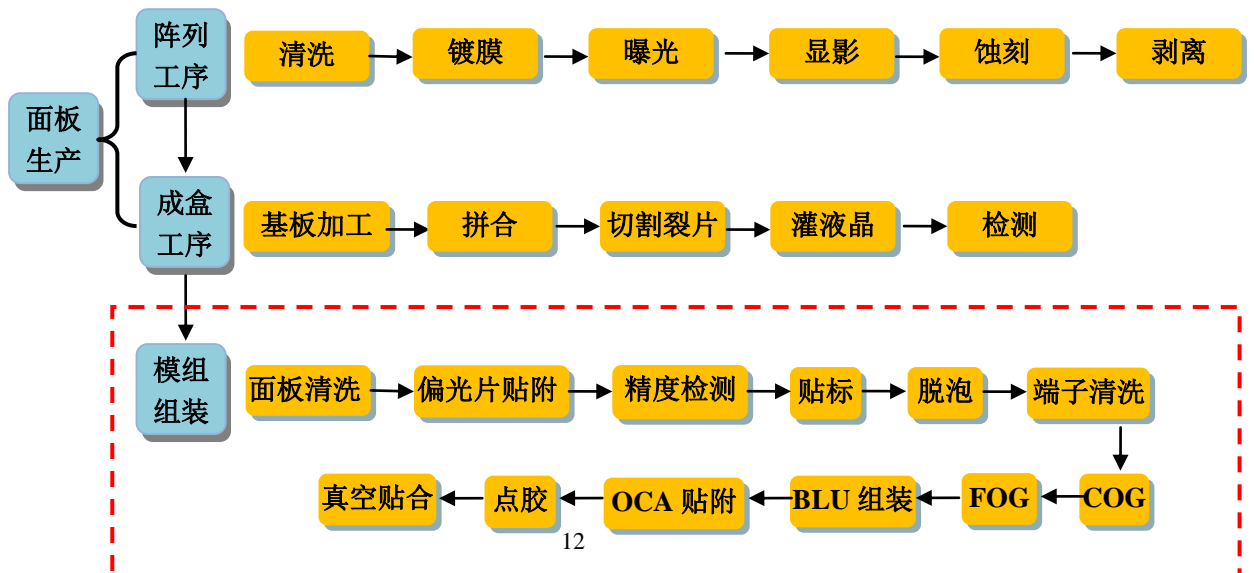 面板
生产
阵列
工序
清洗
镀膜
曝光
显影
蚀刻
剥离
成盒
工序
基板加工
拼合
切割裂片
灌液晶
检测
模组
组装
面板清洗
偏光片贴附
精度检测
贴标
脱泡
端子清洗
COG
FOG
BLU 组装
OCA 贴附
点胶
真空贴合
12